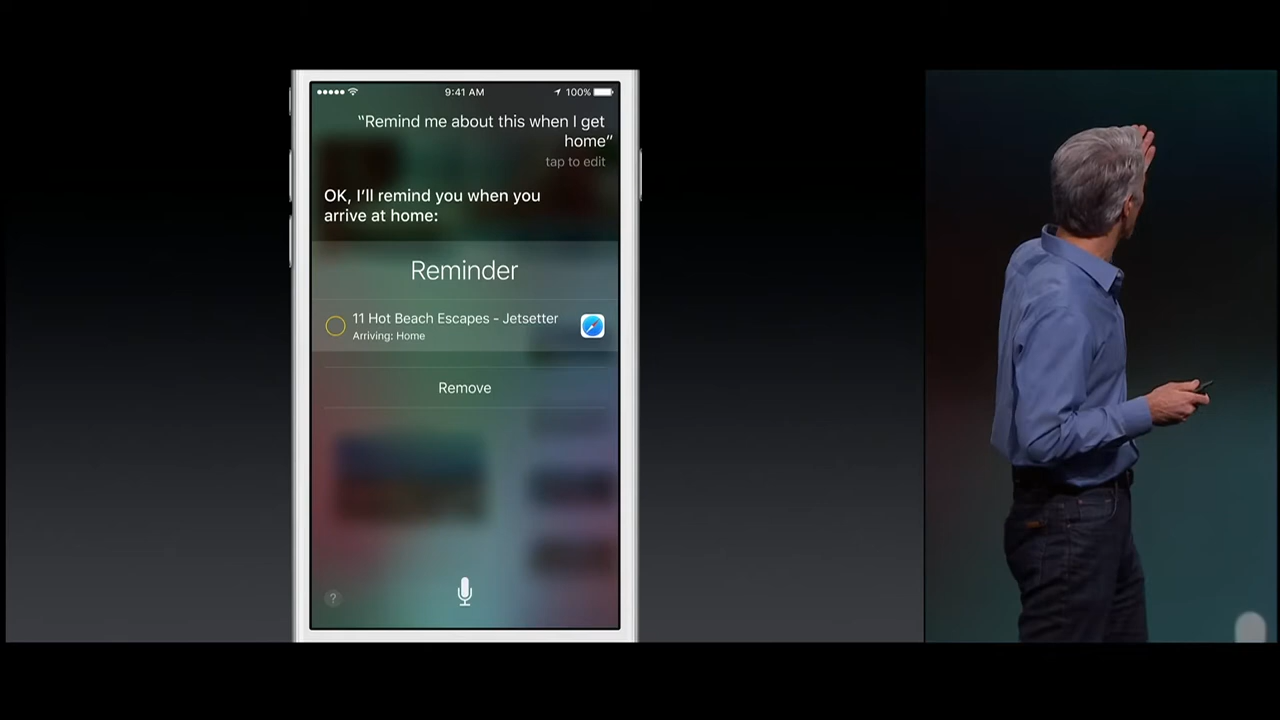 9:41 AM
100%
“Remind me about this when I get
home”
tap to edit
OK, I’ll remind you when you
arrive at home:
Reminder
11 Hot Beach Escapes - Jetsetter
Arriving: Home
Remove
?